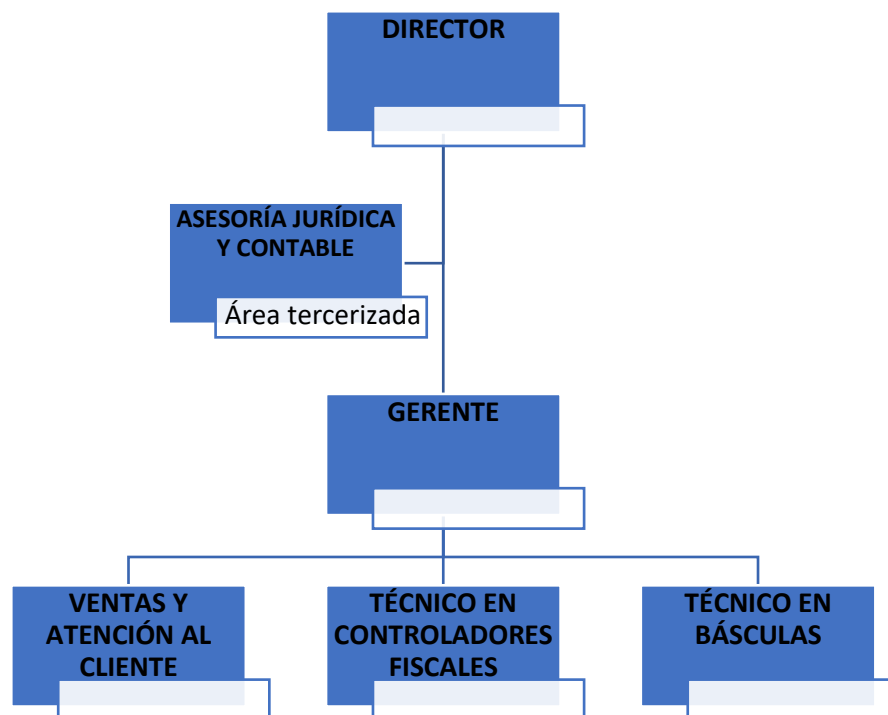 DIRECTOR
ASESORÍA JURÍDICA
Y CONTABLE
Área tercerizada
GERENTE
VENTAS Y
ATENCIÓN AL
CLIENTE
TÉCNICO EN
CONTROLADORES
FISCALES
TÉCNICO EN
BÁSCULAS